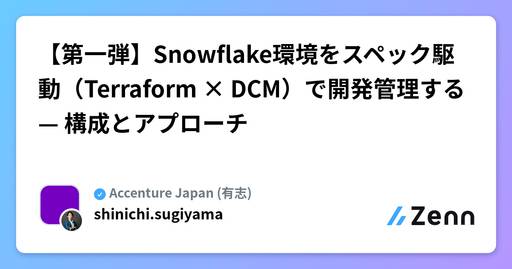 【第一弾】Snowflake環境をスペック駆
動（Terraform × DCM）で開発管理する
— 構成とアプローチ
Accenture Japan (有志)
shinichi.sugiyama
Zenn